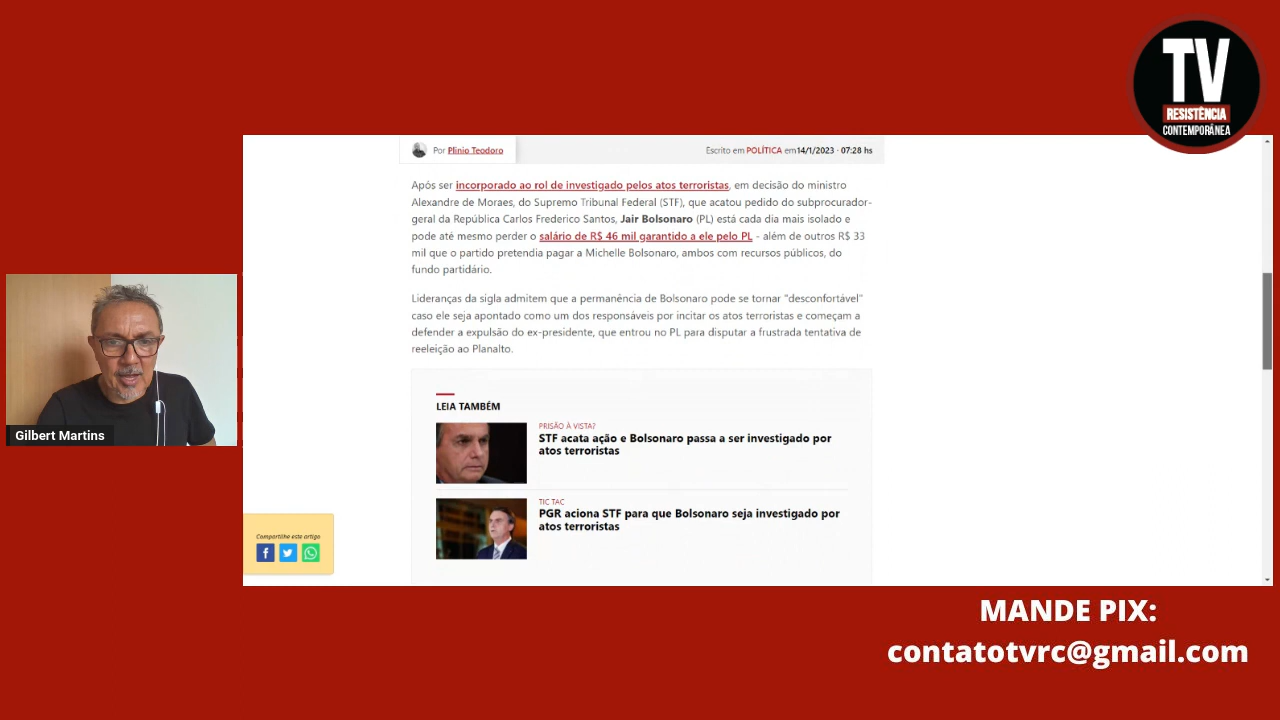 TV
RESISTÊNCIA
CONTEMPORÂNEA
Por Plinio Teodoro
Escrito em POLÍTICA em14/1/2023 · 07:28 hs
Após ser incorporado ao rol de investigado pelos atos terroristas, em decisão do ministro
Alexandre de Moraes, do Supremo Tribunal Federal (STF), que acatou pedido do subprocurador-
geral da República Carlos Frederico Santos, Jair Bolsonaro (PL) está cada dia mais isolado e
pode até mesmo perder o salário de R$ 46 mil garantido a ele pelo PL - além de outros R$ 33
mil que o partido pretendia pagar a Michelle Bolsonaro, ambos com recursos públicos, do
fundo partidário.
Lideranças da sigla admitem que a permanência de Bolsonaro pode se tornar "desconfortável"
caso ele seja apontado como um dos responsáveis por incitar os atos terroristas e começam a
defender a expulsão do ex-presidente, que entrou no PL para disputar a frustrada tentativa de
reeleição ao Planalto.
LEIA TAMBÉM
PRISÃO À VISTA?
STF acata ação e Bolsonaro passa a ser investigado por
atos terroristas
TIC TAC
PGR aciona STF para que Bolsonaro seja investigado por
atos terroristas
Gilbert Martins
Compartilhe este artigo
MANDE PIX:
contatotvrc@gmail.com